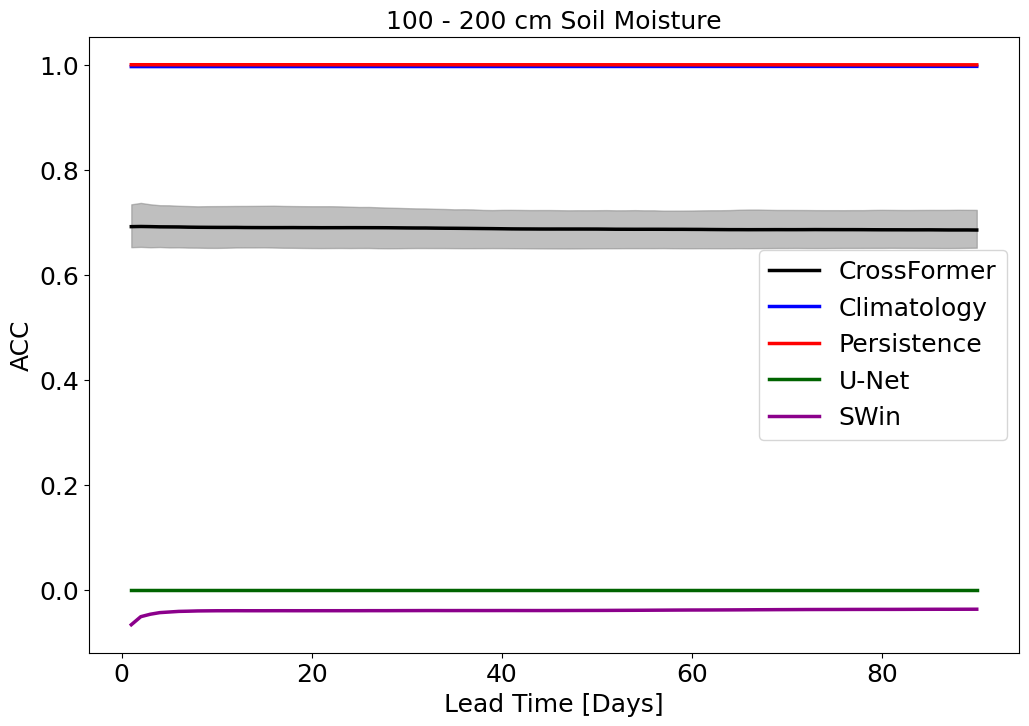 100 - 200 cm Soil Moisture
ACC
1.0
0.8
0.6
0.4
0.2
0.0
CrossFormer
Climatology
Persistence
U-Net
SWin
0 20 40 60 80
Lead Time [Days]